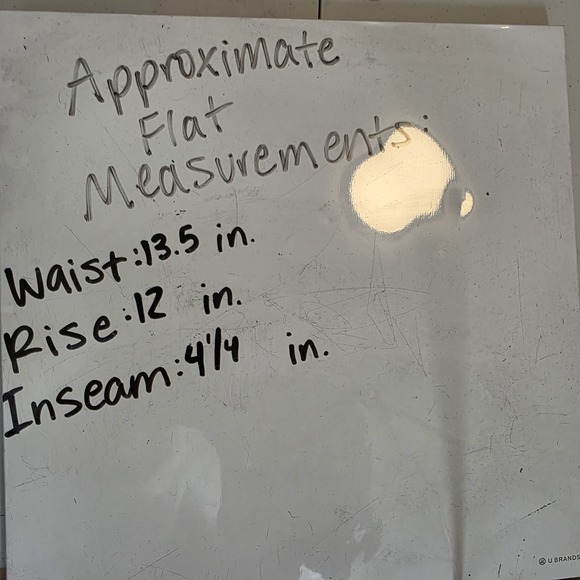 Approximate
Flat
Measurements:
Waist:13.5 in.
Rise:12 in.
Inseam:4 1/4 in.
U BRANDS